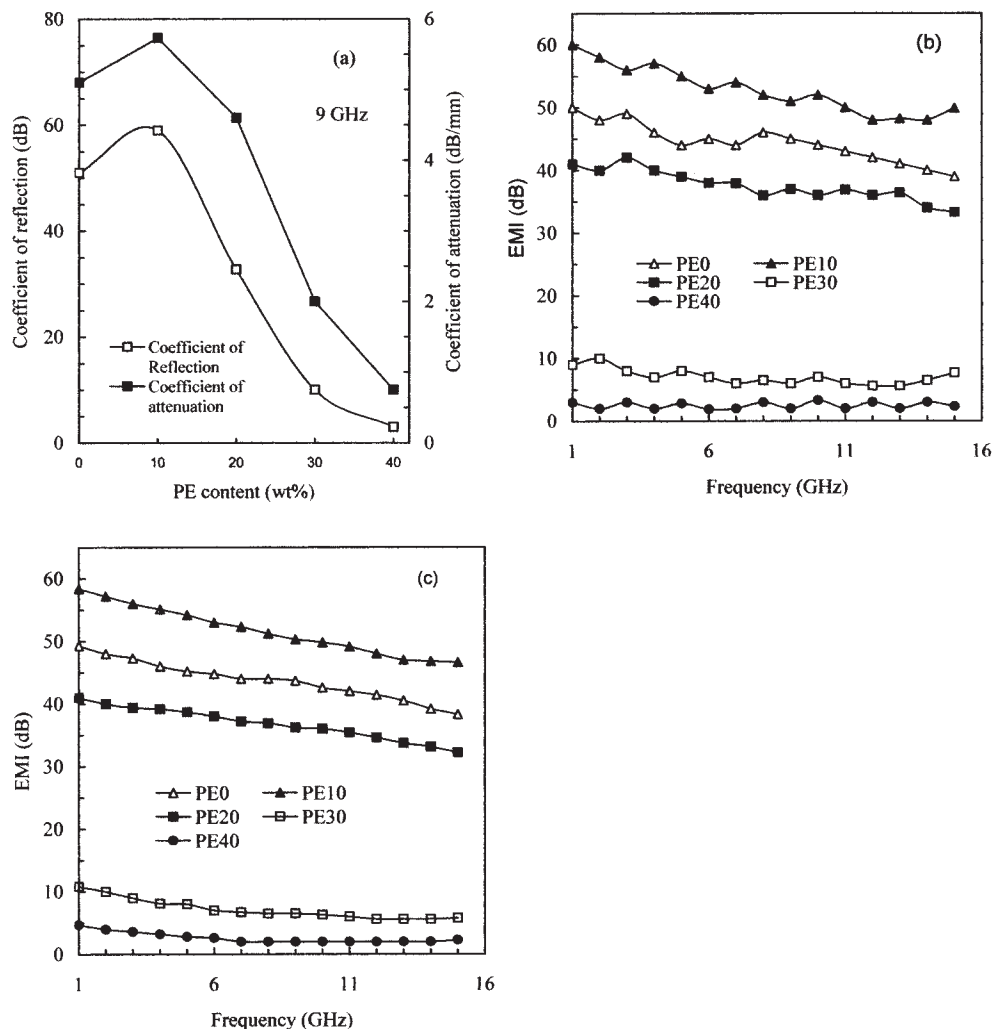 (a)
9 GHz
Coefficient of reflection (dB)
80
60
40
20
0
Coefficient of attenuation (dB/mm)
6
4
2
0
Coefficient of
Reflection
Coefficient of
attenuation
0 10 20 30 40
PE content (wt%)
(b)
EMI (dB)
60
50
40
30
20
10
0
PE0 PE10
PE20 PE30
PE40
1 6 11 16
Frequency (GHz)
(c)
EMI (dB)
60
50
40
30
20
10
0
PE0 PE10
PE20 PE30
PE40
1 6 11 16
Frequency (GHz)